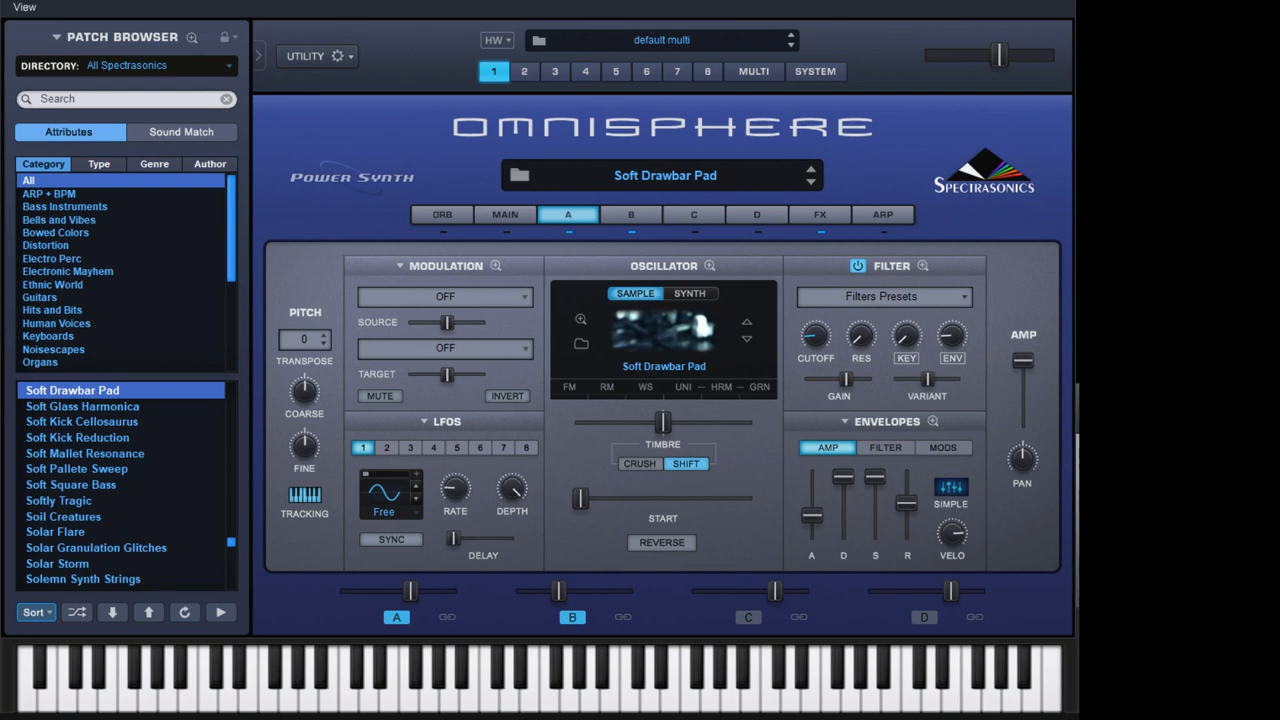 View
PATCH BROWSER
DIRECTORY: All Spectrasonics
Search
Attributes Sound Match
Category Type Genre Author
All
ARP + BPM
Bass Instruments
Bells and Vibes
Bowed Colors
Distortion
Electro Perc
Electronic Mayhem
Ethnic World
Guitars
Hits and Bits
Human Voices
Keyboards
Noisescapes
Organs
Soft Drawbar Pad
Soft Glass Harmonica
Soft Kick Cellosaurus
Soft Kick Reduction
Soft Mallet Resonance
Soft Pallete Sweep
Soft Square Bass
Softly Tragic
Soil Creatures
Solar Flare
Solar Granulation Glitches
Solar Storm
Solemn Synth Strings
Sort
UTILITY
HW
default multi
1 2 3 4 5 6 7 8 MULTI SYSTEM
OMNISPHERE
POWER SYNTH
Soft Drawbar Pad
SPECTRASONICS
ORB MAIN A B C D FX ARP
PITCH
0
TRANSPOSE
COARSE
FINE
TRACKING
MODULATION
OFF
SOURCE
OFF
TARGET
MUTE INVERT
LFOS
1 2 3 4 5 6 7 8
Free
RATE DEPTH
SYNC
DELAY
OSCILLATOR
SAMPLE SYNTH
Soft Drawbar Pad
FM RM WS UNI HRM GRN
TIMBRE
CRUSH SHIFT
START
REVERSE
FILTER
Filters Presets
CUTOFF RES KEY ENV
GAIN VARIANT
ENVELOPES
AMP FILTER MODS
SIMPLE
A D S R VELO
AMP
PAN
A B C D